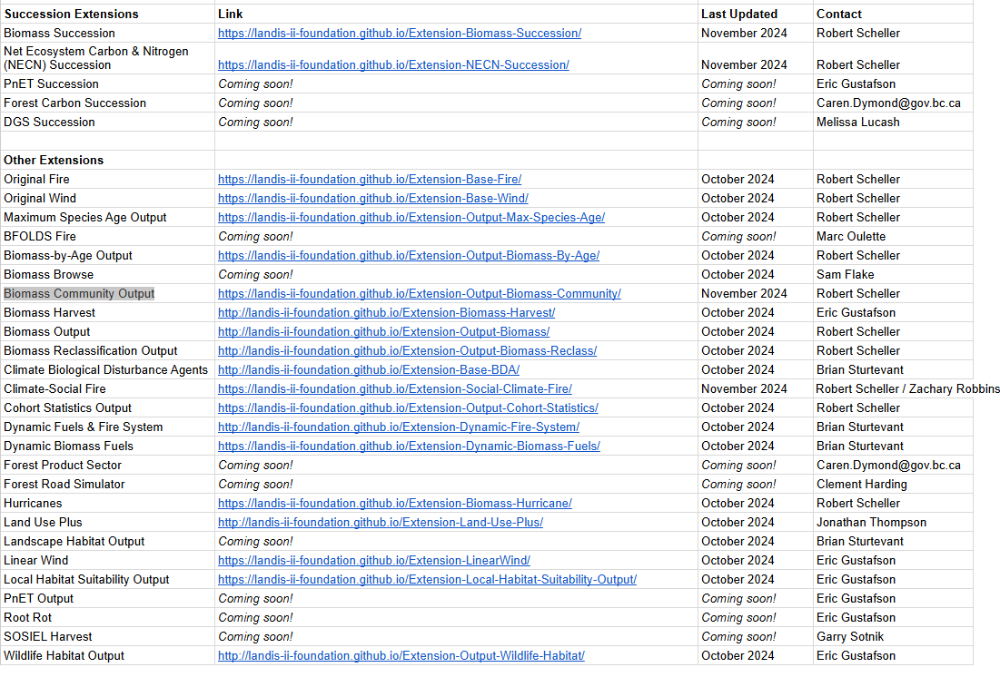 Succession Extensions Link Last Updated Contact
Biomass Succession https://landis-ii-foundation.github.io/Extension-Biomass-Succession/ November 2024 Robert Scheller
Net Ecosystem Carbon & Nitrogen
(NECN) Succession https://landis-ii-foundation.github.io/Extension-NECN-Succession/ November 2024 Robert Scheller
PnET Succession Coming soon! Coming soon! Eric Gustafson
Forest Carbon Succession Coming soon! Coming soon! Caren.Dymond@gov.bc.ca
DGS Succession Coming soon! Coming soon! Melissa Lucash
Other Extensions
Original Fire https://landis-ii-foundation.github.io/Extension-Base-Fire/ October 2024 Robert Scheller
Original Wind https://landis-ii-foundation.github.io/Extension-Base-Wind/ October 2024 Robert Scheller
Maximum Species Age Output https://landis-ii-foundation.github.io/Extension-Output-Max-Species-Age/ October 2024 Robert Scheller
BFOLDS Fire Coming soon! Coming soon! Marc Oulette
Biomass-by-Age Output https://landis-ii-foundation.github.io/Extension-Output-Biomass-By-Age/ October 2024 Robert Scheller
Biomass Browse Coming soon! October 2024 Sam Flake
Biomass Community Output https://landis-ii-foundation.github.io/Extension-Output-Biomass-Community/ November 2024 Robert Scheller
Biomass Harvest http://landis-ii-foundation.github.io/Extension-Biomass-Harvest/ October 2024 Eric Gustafson
Biomass Output http://landis-ii-foundation.github.io/Extension-Output-Biomass/ October 2024 Robert Scheller
Biomass Reclassification Output http://landis-ii-foundation.github.io/Extension-Output-Biomass-Reclass/ October 2024 Robert Scheller
Climate Biological Disturbance Agents http://landis-ii-foundation.github.io/Extension-Base-BDA/ October 2024 Brian Sturtevant
Climate-Social Fire https://landis-ii-foundation.github.io/Extension-Social-Climate-Fire/ November 2024 Robert Scheller / Zachary Robbins
Cohort Statistics Output https://landis-ii-foundation.github.io/Extension-Output-Cohort-Statistics/ October 2024 Robert Scheller
Dynamic Fuels & Fire System http://landis-ii-foundation.github.io/Extension-Dynamic-Fire-System/ October 2024 Brian Sturtevant
Dynamic Biomass Fuels https://landis-ii-foundation.github.io/Extension-Dynamic-Biomass-Fuels/ October 2024 Brian Sturtevant
Forest Product Sector Coming soon! Coming soon! Caren.Dymond@gov.bc.ca
Forest Road Simulator Coming soon! Coming soon! Clement Harding
Hurricanes https://landis-ii-foundation.github.io/Extension-Biomass-Hurricane/ October 2024 Robert Scheller
Land Use Plus http://landis-ii-foundation.github.io/Extension-Land-Use-Plus/ October 2024 Jonathan Thompson
Landscape Habitat Output Coming soon! October 2024 Brian Sturtevant
Linear Wind https://landis-ii-foundation.github.io/Extension-LinearWind/ October 2024 Eric Gustafson
Local Habitat Suitability Output https://landis-ii-foundation.github.io/Extension-Local-Habitat-Suitability-Output/ October 2024 Eric Gustafson
PnET Output Coming soon! Coming soon! Eric Gustafson
Root Rot Coming soon! Coming soon! Eric Gustafson
SOSIEL Harvest Coming soon! Coming soon! Garry Sotnik
Wildlife Habitat Output http://landis-ii-foundation.github.io/Extension-Output-Wildlife-Habitat/ October 2024 Eric Gustafson